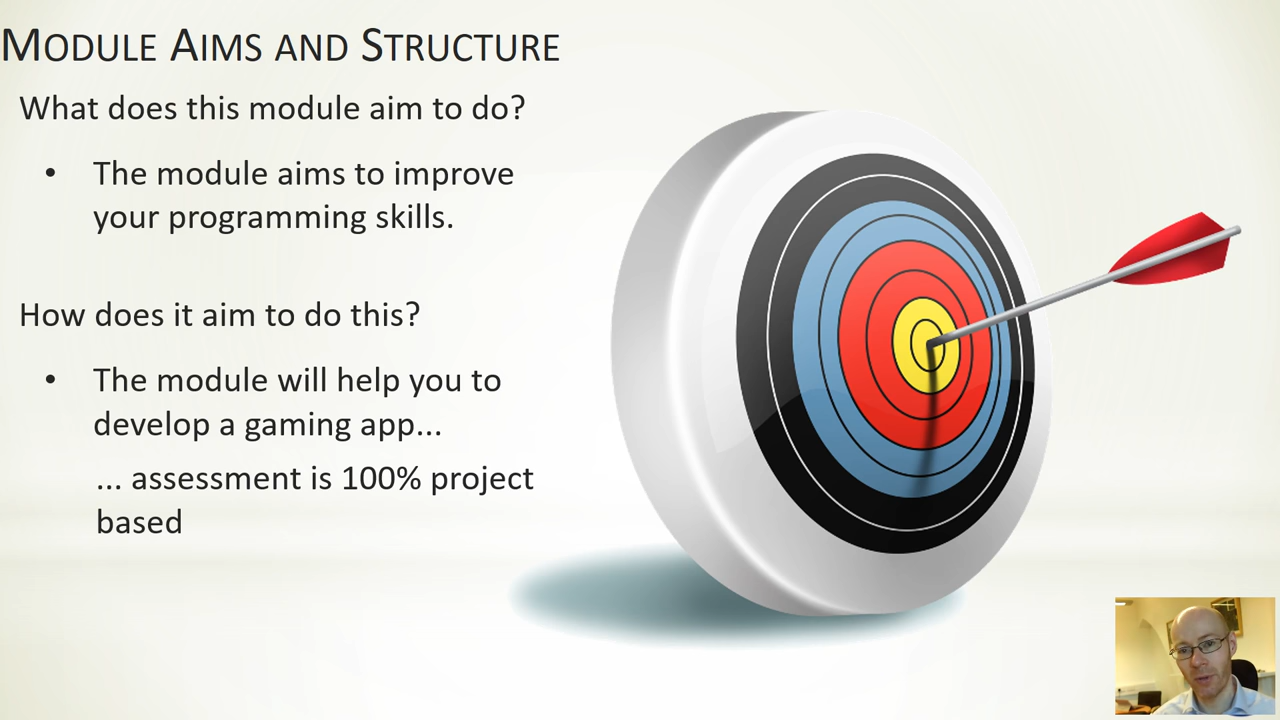 MODULE AIMS AND STRUCTURE
What does this module aim to do?
• The module aims to improve
your programming skills.
How does it aim to do this?
• The module will help you to
develop a gaming app...
... assessment is 100% project
based